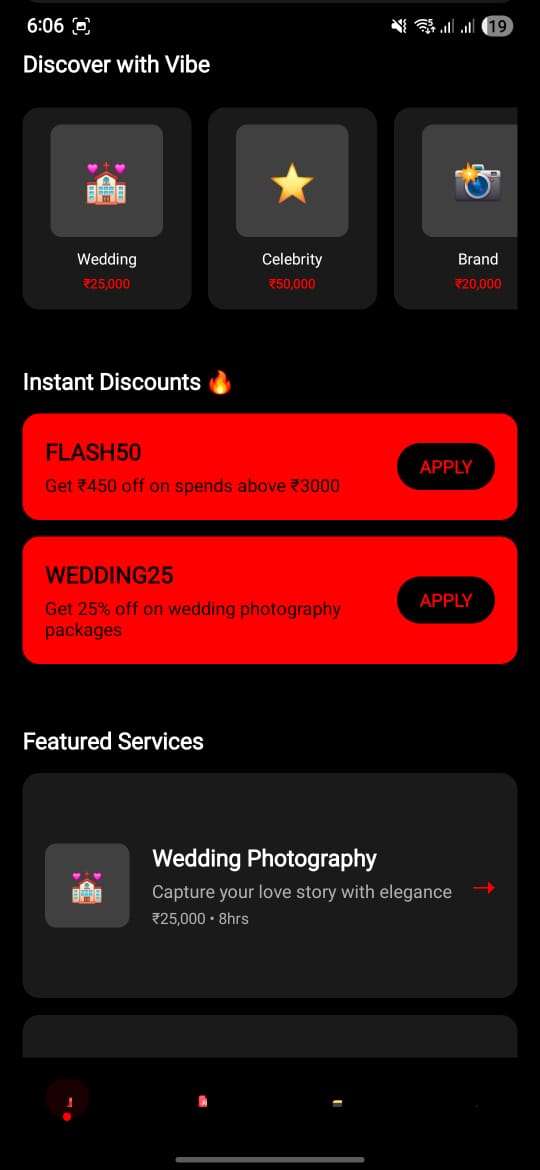 6:06
19
Discover with Vibe
Wedding
₹25,000
Celebrity
₹50,000
Brand
₹20,000
Instant Discounts 🔥
FLASH50
Get ₹450 off on spends above ₹3000
APPLY
WEDDING25
Get 25% off on wedding photography
packages
APPLY
Featured Services
Wedding Photography
Capture your love story with elegance
₹25,000 • 8hrs
→